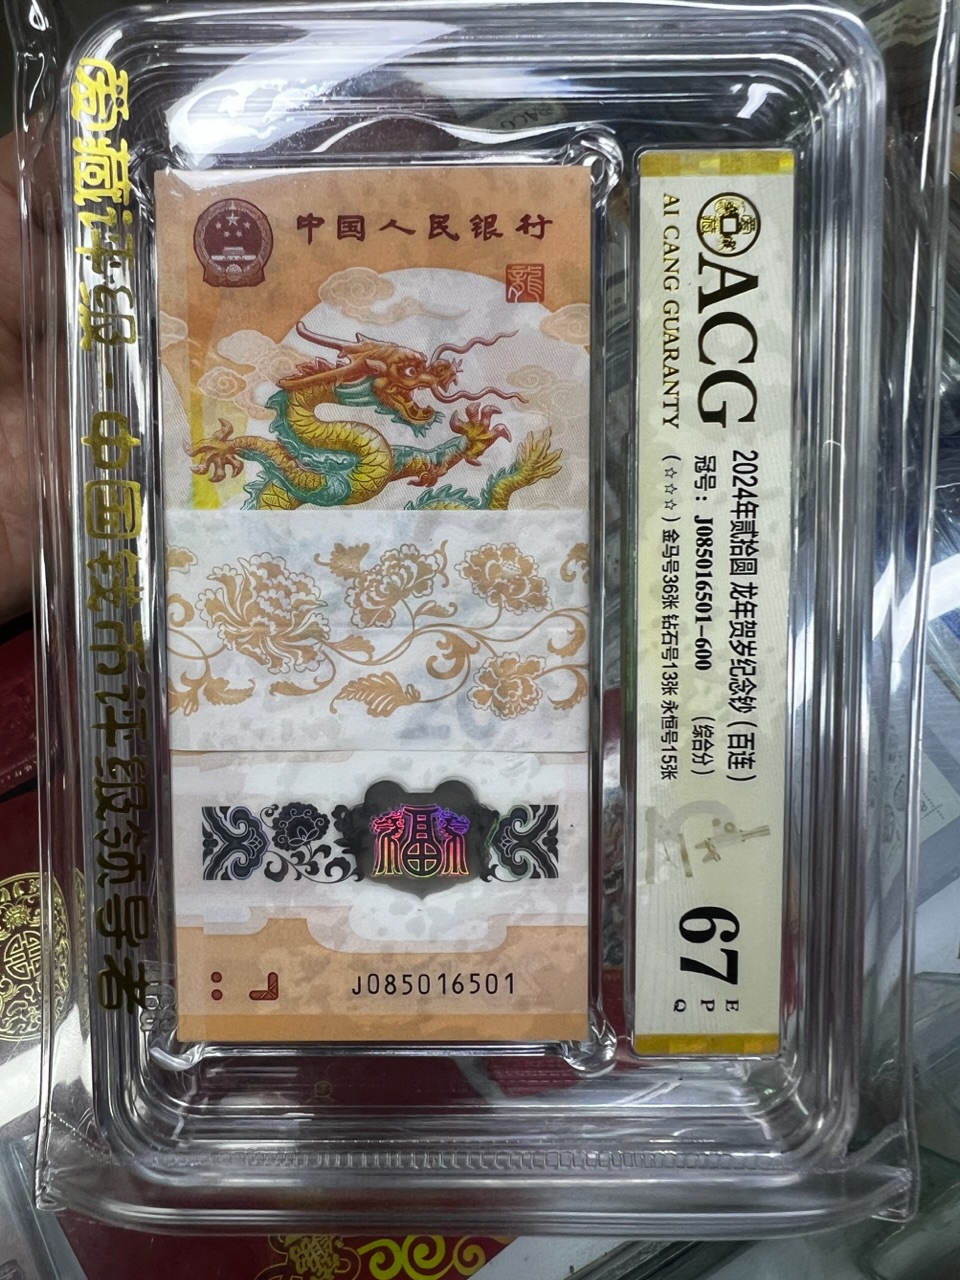 爱藏评级·中国钱币评级领导者
中国人民银行
龍
J085016501
ACG
AI CANG GUARANTY
2024年贰拾圆 龙年贺岁纪念钞（百连）
冠号：J085016501-600 （综合分）
（☆☆☆）金号36张 钻石号13张 永恒号15张
67
E
P
Q